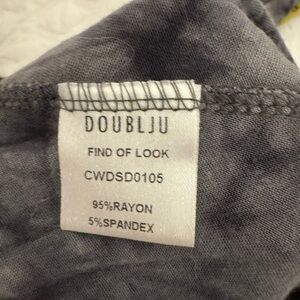 DOUBLJU
FIND OF LOOK
CWDSD0105
95%RAYON
5%SPANDEX